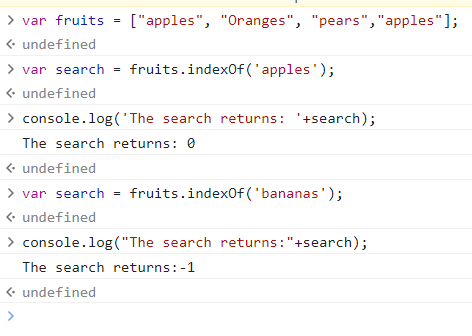 > var fruits = ["apples", "Oranges", "pears","apples"];
undefined
> var search = fruits.indexOf('apples');
undefined
> console.log('The search returns: '+search);
The search returns: 0
undefined
> var search = fruits.indexOf('bananas');
undefined
> console.log("The search returns:"+search);
The search returns:-1
undefined
>